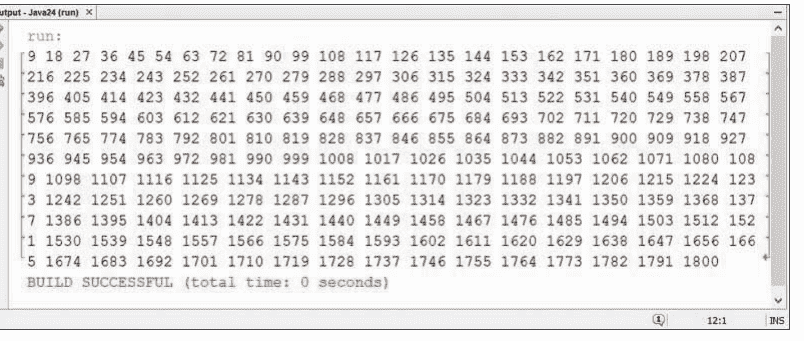 utput - Java24 (run) ×
run:
9 18 27 36 45 54 63 72 81 90 99 108 117 126 135 144 153 162 171 180 189 198 207
216 225 234 243 252 261 270 279 288 297 306 315 324 333 342 351 360 369 378 387
396 405 414 423 432 441 450 459 468 477 486 495 504 513 522 531 540 549 558 567
576 585 594 603 612 621 630 639 648 657 666 675 684 693 702 711 720 729 738 747
756 765 774 783 792 801 810 819 828 837 846 855 864 873 882 891 900 909 918 927
936 945 954 963 972 981 990 999 1008 1017 1026 1035 1044 1053 1062 1071 1080 108
9 1098 1107 1116 1125 1134 1143 1152 1161 1170 1179 1188 1197 1206 1215 1224 123
3 1242 1251 1260 1269 1278 1287 1296 1305 1314 1323 1332 1341 1350 1359 1368 137
7 1386 1395 1404 1413 1422 1431 1440 1449 1458 1467 1476 1485 1494 1503 1512 152
1 1530 1539 1548 1557 1566 1575 1584 1593 1602 1611 1620 1629 1638 1647 1656 166
5 1674 1683 1692 1701 1710 1719 1728 1737 1746 1755 1764 1773 1782 1791 1800
BUILD SUCCESSFUL (total time: 0 seconds)
1 12:1 INS